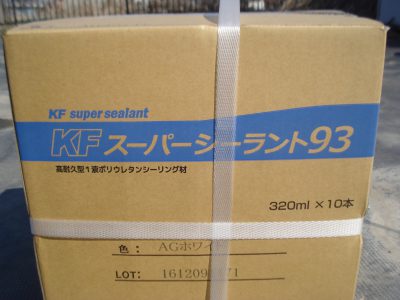 KF super sealant
KF スーパーシーラント93
高耐久型1液ポリウレタンシーリング材
320ml ×10本
色: AGホワイ
LOT: